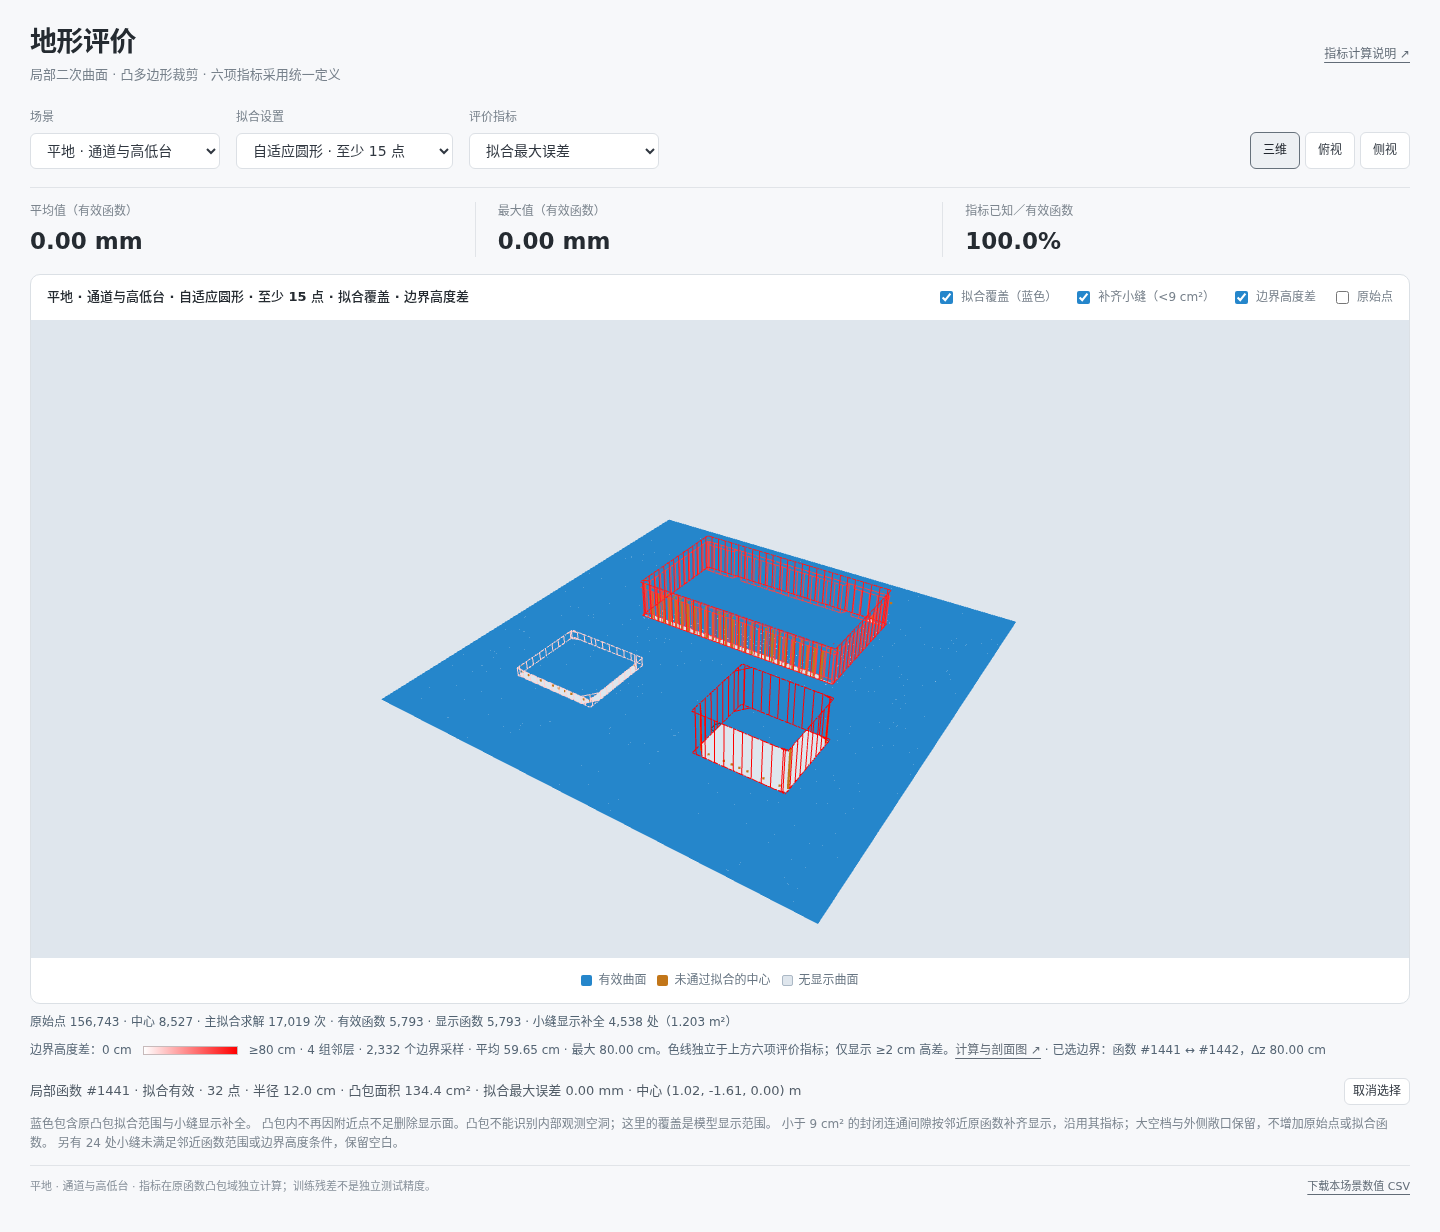 地形评价
局部二次曲面 · 凸多边形裁剪 · 六项指标采用统一定义
指标计算说明 ↗
场景
拟合设置
评价指标
平地 · 通道与高低台
自适应圆形 · 至少 15 点
拟合最大误差
三维
俯视
侧视
平均值（有效函数）
0.00 mm
最大值（有效函数）
0.00 mm
指标已知／有效函数
100.0%
平地 · 通道与高低台 · 自适应圆形 · 至少 15 点 · 拟合覆盖 · 边界高度差
拟合覆盖（蓝色）
补齐小缝（<9 cm²）
边界高度差
原始点
有效曲面
未通过拟合的中心
无显示曲面
原始点 156,743 · 中心 8,527 · 主拟合求解 17,019 次 · 有效函数 5,793 · 显示函数 5,793 · 小缝显示补全 4,538 处（1.203 m²）
边界高度差：0 cm ≥80 cm · 4 组邻层 · 2,332 个边界采样 · 平均 59.65 cm · 最大 80.00 cm。色线独立于上方六项评价指标；仅显示 ≥2 cm 高差。计算与剖面图 ↗ · 已选边界：函数 #1441 ↔ #1442，Δz 80.00 cm
局部函数 #1441 · 拟合有效 · 32 点 · 半径 12.0 cm · 凸包面积 134.4 cm² · 拟合最大误差 0.00 mm · 中心 (1.02, -1.61, 0.00) m
取消选择
蓝色包含原凸包拟合范围与小缝显示补全。 凸包内不再因附近点不足删除显示面。凸包不能识别内部观测空洞；这里的覆盖是模型显示范围。 小于 9 cm² 的封闭连通间隙按邻近原函数补齐显示，沿用其指标；大空档与外侧敞口保留，不增加原始点或拟合函
数。 另有 24 处小缝未满足邻近函数范围或边界高度条件，保留空白。
平地 · 通道与高低台 · 指标在原函数凸包域独立计算；训练残差不是独立测试精度。
下载本场景数值 CSV